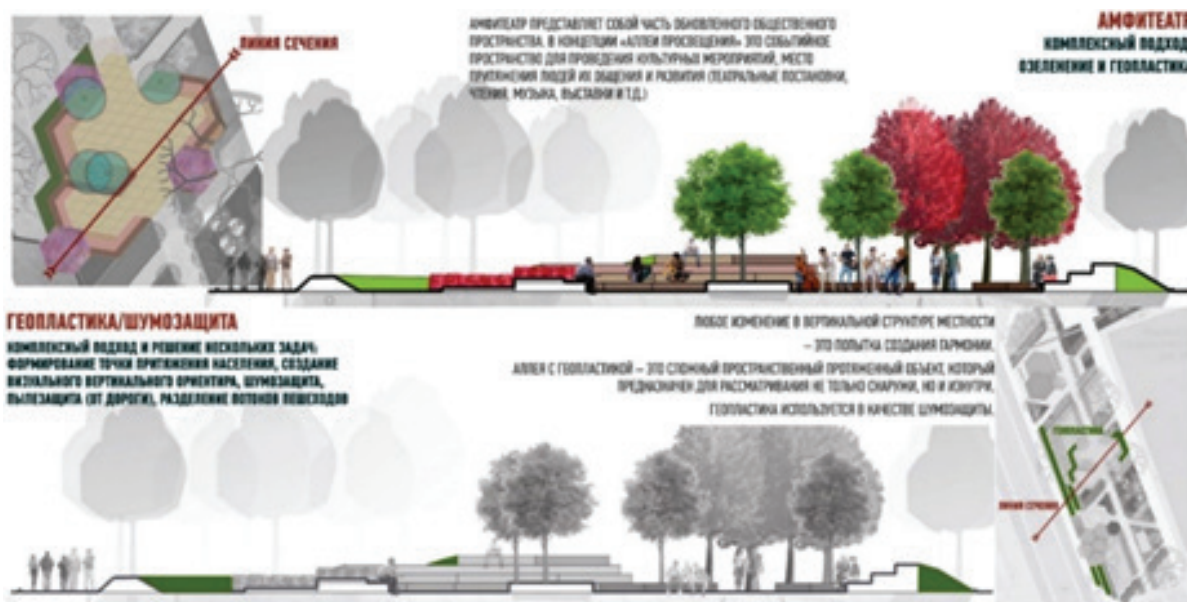 ЛИНИЯ СЕЧЕНИЯ
АМФИТЕАТР ПРЕДСТАВЛЯЕТ СОБОЙ ЧАСТЬ ОБНОВЛЕННОГО ОБЩЕСТВЕННОГО
ПРОСТРАНСТВА. В КОНЦЕПЦИИ «АЛЛЕИ ПРОСВЕЩЕНИЯ» ЭТО СОБЫТИЙНОЕ
ПРОСТРАНСТВО ДЛЯ ПРОВЕДЕНИЯ КУЛЬТУРНЫХ МЕРОПРИЯТИЙ, МЕСТО
ПРИТЯЖЕНИЯ ЛЮДЕЙ ИХ ОБЩЕНИЯ И РАЗВИТИЯ (ТЕАТРАЛЬНЫЕ ПОСТАНОВКИ,
ЧТЕНИЯ, МУЗЫКА, ВЫСТАВКИ И Т.Д.)
АМФИТЕАТР
КОМПЛЕКСНЫЙ ПОДХОД
ОЗЕЛЕНЕНИЕ И ГЕОПЛАСТИКА
ГЕОПЛАСТИКА/ШУМОЗАЩИТА
КОМПЛЕКСНЫЙ ПОДХОД И РЕШЕНИЕ НЕСКОЛЬКИХ ЗАДАЧ:
ФОРМИРОВАНИЕ ТОЧКИ ПРИТЯЖЕНИЯ НАСЕЛЕНИЯ, СОЗДАНИЕ
ВИЗУАЛЬНОГО ВЕРТИКАЛЬНОГО ОРИЕНТИРА, ШУМОЗАЩИТА,
ПЫЛЕЗАЩИТА (ОТ ДОРОГИ), РАЗДЕЛЕНИЕ ПОТОКОВ ПЕШЕХОДОВ
ЛЮБОЕ ИЗМЕНЕНИЕ В ВЕРТИКАЛЬНОЙ СТРУКТУРЕ МЕСТНОСТИ
– ЭТО ПОПЫТКА СОЗДАНИЯ ГАРМОНИИ.
АЛЛЕЯ С ГЕОПЛАСТИКОЙ – ЭТО СЛОЖНЫЙ ПРОСТРАНСТВЕННЫЙ ПРОТЯЖЕННЫЙ ОБЪЕКТ, КОТОРЫЙ
ПРЕДНАЗНАЧЕН ДЛЯ РАССМАТРИВАНИЯ НЕ ТОЛЬКО СНАРУЖИ, НО И ИЗНУТРИ.
ГЕОПЛАСТИКА ИСПОЛЬЗУЕТСЯ В КАЧЕСТВЕ ШУМОЗАЩИТЫ.
ГЕОПЛАСТИКА
ЛИНИЯ СЕЧЕНИЯ